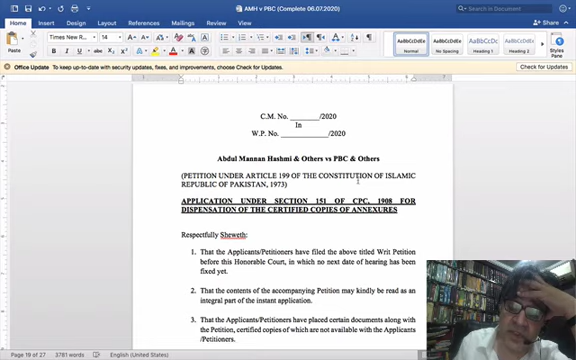 AMH v PBC (Complete 06.07.2020)
Search in Document
Home Insert Design Layout References Mailings Review View
Share
Times New R... 14
Paste
AaBbCcDdEe AaBbCcDdEe AaBbCcDc AaBbCcDdEe
Normal No Spacing Heading 1 Heading 2
Styles Pane
Office Update To keep up-to-date with security updates, fixes, and improvements, choose Check for Updates.
Check for Updates
C.M. No. _______/2020
In
W.P. No. ______________/2020
Abdul Mannan Hashmi & Others vs PBC & Others
(PETITION UNDER ARTICLE 199 OF THE CONSTITUTION OF ISLAMIC
REPUBLIC OF PAKISTAN, 1973)
APPLICATION UNDER SECTION 151 OF CPC, 1908 FOR
DISPENSATION OF THE CERTIFIED COPIES OF ANNEXURES
Respectfully Sheweth:
1. That the Applicants/Petitioners have filed the above titled Writ Petition
before this Honorable Court, in which no next date of hearing has been
fixed yet.
2. That the contents of the accompanying Petition may kindly be read as an
integral part of the instant application.
3. That the Applicants/Petitioners have placed certain documents along with
the Petition, certified copies of which are not available with the Applicants
/Petitioners.
Page 19 of 27 3781 words English (United States)